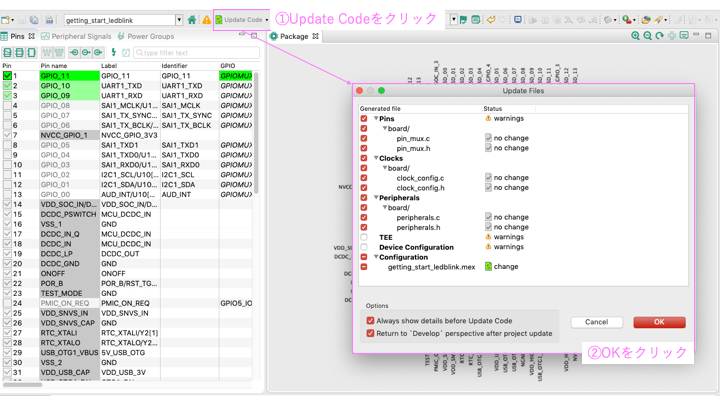 getting_start_ledblink
Update Code
①Update Codeをクリック
Pins
Peripheral Signals
Power Groups
Package
type filter text
Pin Pin name Label Identifier GPIO
1 GPIO_11 GPIO_11 GPIO_11 GPIOMUX
2 GPIO_10 UART1_TXD UART1_TXD GPIOMUX
3 GPIO_09 UART1_RXD UART1_RXD GPIOMUX
4 GPIO_08 SAI1_MCLK/U1... SAI1_MCLK GPIOMUX
5 GPIO_07 SAI1_TX_SYNC... SAI1_TX_SYNC GPIOMUX
6 GPIO_06 SAI1_TX_BCLK/... SAI1_TX_BCLK GPIOMUX
7 NVCC_GPIO_1 NVCC_GPIO_3V3
8 GPIO_05 SAI1_TXD1 SAI1_TXD1 GPIOMUX
9 GPIO_04 SAI1_TXD0/U1... SAI1_TXD0 GPIOMUX
10 GPIO_03 SAI1_RXD0/U1... SAI1_RXD0 GPIOMUX
11 GPIO_02 I2C1_SCL/U10[... I2C1_SCL GPIOMUX
12 GPIO_01 I2C1_SDA/U10[... I2C1_SDA GPIOMUX
13 GPIO_00 AUD_INT/U10[... AUD_INT GPIOMUX
14 VDD_SOC_IN/D... VDD_SOC_IN/D...
15 DCDC_PSWITCH MCU_DCDC_IN
16 VSS_1 GND
17 DCDC_IN_Q MCU_DCDC_IN
18 DCDC_IN MCU_DCDC_IN
19 DCDC_LP DCDC_OUT
20 DCDC_GND GND
21 ONOFF ONOFF
22 POR_B POR_B/RST_TG...
23 TEST_MODE GND
24 PMIC_ON_REQ PMIC_ON_REQ GPIO5_IO
25 VDD_SNVS_IN VDD_SNVS_IN
26 VDD_SNVS_CAP GND
27 RTC_XTALI RTC_XTALI/Y2[1]
28 RTC_XTALO RTC_XTALO/Y2...
29 USB_OTG1_VBUS 5V_USB_OTG
30 VSS_2 GND
31 VDD_USB_CAP VDD_USB_3V
Update Files
Generated file Status
Pins warnings
board/
pin_mux.c no change
pin_mux.h no change
Clocks
board/
clock_config.c no change
clock_config.h no change
Peripherals
board/
peripherals.c no change
peripherals.h no change
TEE warnings
Device Configuration warnings
Configuration
getting_start_ledblink.mex change
Options
Always show details before Update Code
Return to `Develop` perspective after project update
Cancel
OK
②OKをクリック